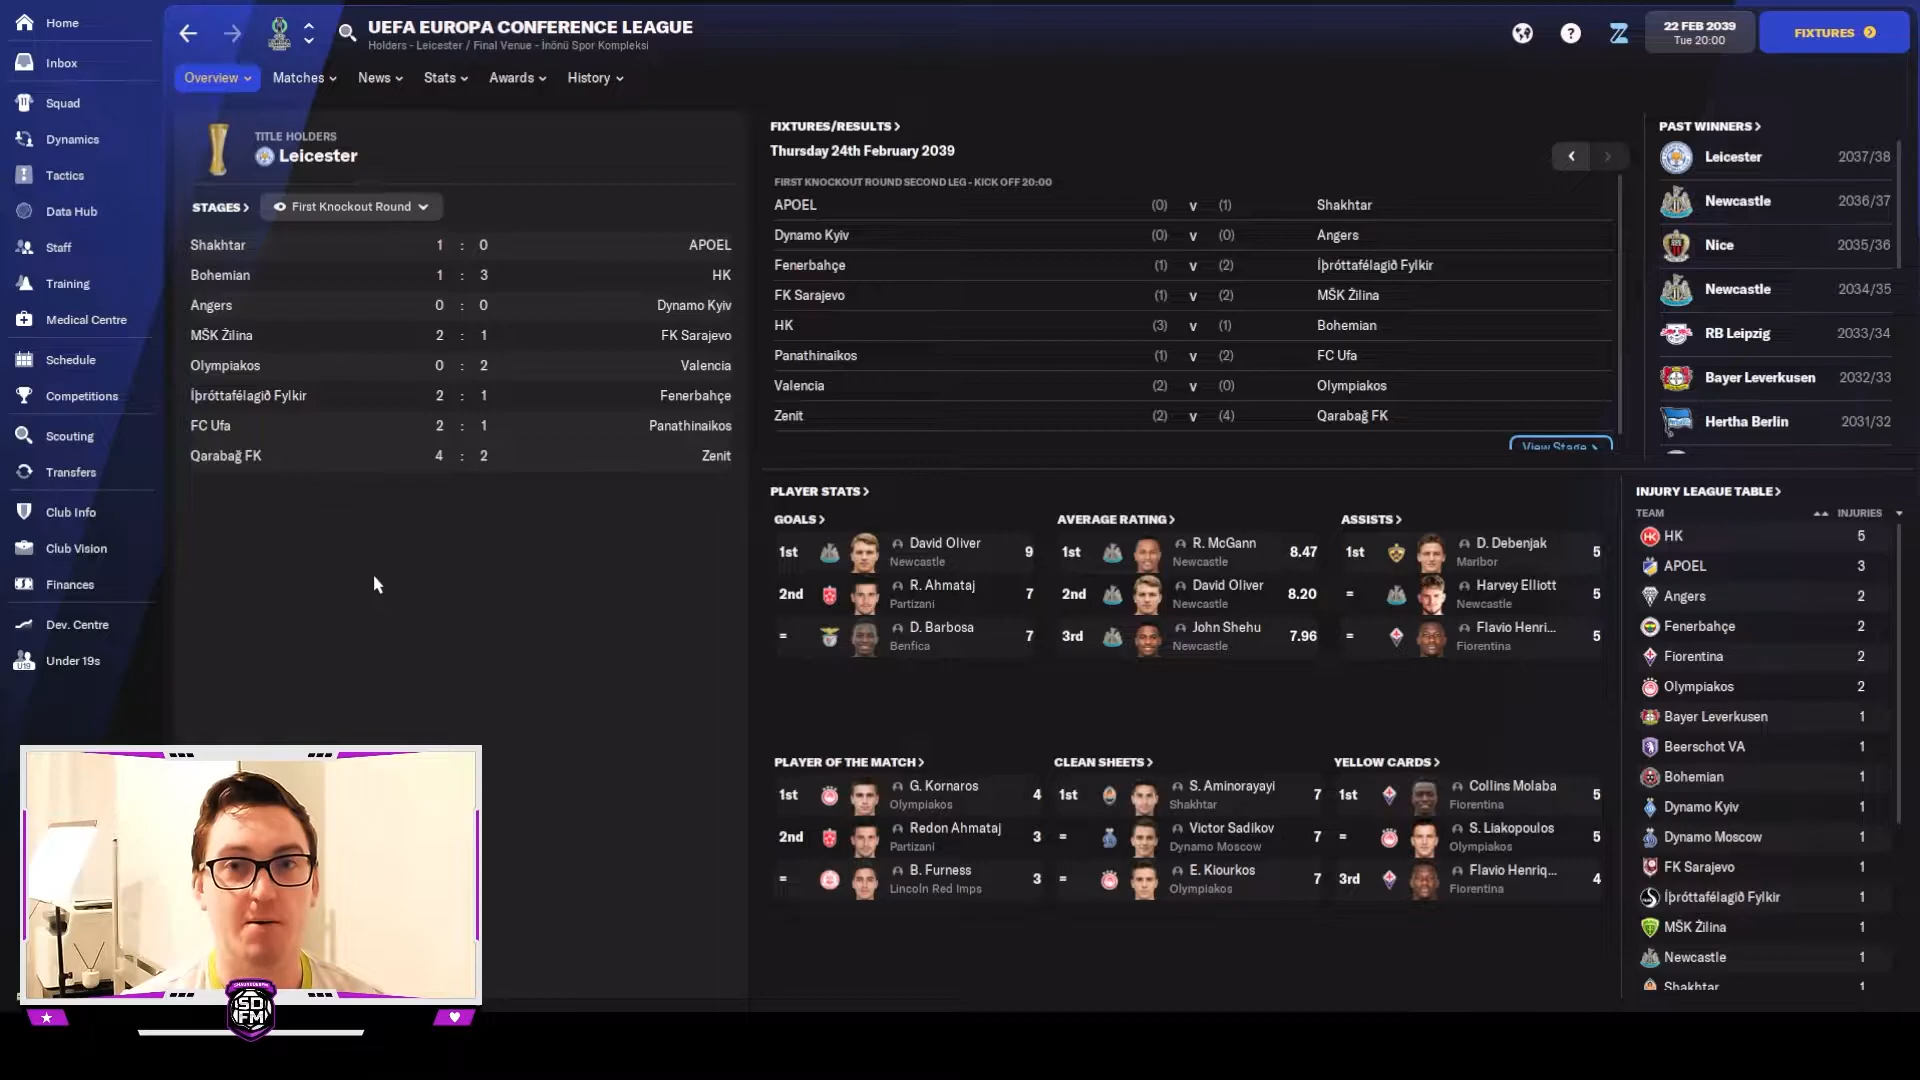 Home
Inbox
Squad
Dynamics
Tactics
Data Hub
Staff
Training
Medical Centre
Schedule
Competitions
Scouting
Transfers
Club Info
Club Vision
Finances
Dev. Centre
Under 19s
UEFA EUROPA CONFERENCE LEAGUE
Holders - Leicester / Final Venue - İnönü Spor Kompleksi
22 FEB 2039
Tue 20:00
FIXTURES
Overview Matches News Stats Awards History
TITLE HOLDERS
Leicester
STAGES First Knockout Round
Shakhtar 1 : 0 APOEL
Bohemian 1 : 3 HK
Angers 0 : 0 Dynamo Kyiv
MŠK Žilina 2 : 1 FK Sarajevo
Olympiakos 0 : 2 Valencia
Íþróttafélagið Fylkir 2 : 1 Fenerbahçe
FC Ufa 2 : 1 Panathinaikos
Qarabağ FK 4 : 2 Zenit
FIXTURES/RESULTS
Thursday 24th February 2039
FIRST KNOCKOUT ROUND SECOND LEG - KICK OFF 20:00
APOEL (0) v (1) Shakhtar
Dynamo Kyiv (0) v (0) Angers
Fenerbahçe (1) v (2) Íþróttafélagið Fylkir
FK Sarajevo (1) v (2) MŠK Žilina
HK (3) v (1) Bohemian
Panathinaikos (1) v (2) FC Ufa
Valencia (2) v (0) Olympiakos
Zenit (2) v (4) Qarabağ FK
View Stage >
PAST WINNERS
Leicester 2037/38
Newcastle 2036/37
Nice 2035/36
Newcastle 2034/35
RB Leipzig 2033/34
Bayer Leverkusen 2032/33
Hertha Berlin 2031/32
PLAYER STATS
GOALS
1st David Oliver 9
Newcastle
2nd R. Ahmataj 7
Partizani
= D. Barbosa 7
Benfica
AVERAGE RATING
1st R. McGann 8.47
Newcastle
2nd David Oliver 8.20
Newcastle
3rd John Shehu 7.96
Newcastle
ASSISTS
1st D. Debenjak 5
Maribor
= Harvey Elliott 5
Newcastle
= Flavio Henri... 5
Fiorentina
PLAYER OF THE MATCH
1st G. Kornaros 4
Olympiakos
2nd Redon Ahmataj 3
Partizani
= B. Furness 3
Lincoln Red Imps
CLEAN SHEETS
1st S. Aminorayayi 7
Shakhtar
= Victor Sadikov 7
Dynamo Moscow
= E. Kiourkos 7
Olympiakos
YELLOW CARDS
1st Collins Molaba 5
Fiorentina
= S. Liakopoulos 5
Olympiakos
3rd Flavio Henriq... 4
Fiorentina
INJURY LEAGUE TABLE
TEAM INJURIES
HK 5
APOEL 3
Angers 2
Fenerbahçe 2
Fiorentina 2
Olympiakos 2
Bayer Leverkusen 1
Beerschot VA 1
Bohemian 1
Dynamo Kyiv 1
Dynamo Moscow 1
FK Sarajevo 1
Íþróttafélagið Fylkir 1
MŠK Žilina 1
Newcastle 1
Shakhtar 1
SD
FM